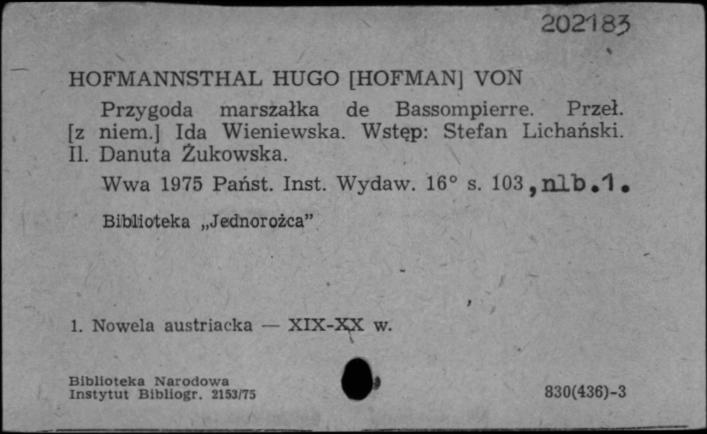 202183
HOFMANNSTHAL HUGO [HOFMAN] VON
Przygoda marszałka de Bassompierre. Przeł.
[z niem.] Ida Wieniewska. Wstęp: Stefan Lichański.
Il. Danuta Żukowska.
Wwa 1975 Państ. Inst. Wydaw. 16° s. 103, nlb.1.
Biblioteka „Jednorożca”
1. Nowela austriacka — XIX-XX w.
Biblioteka Narodowa
Instytut Bibliogr. 2153/75
830(436)-3